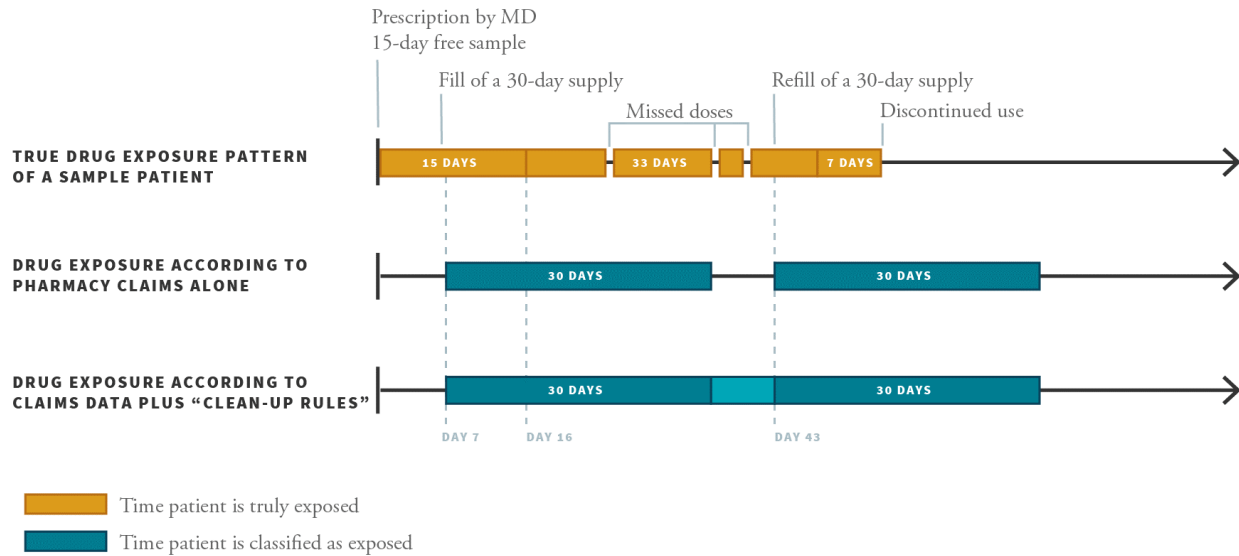 Prescription by MD
15-day free sample
Fill of a 30-day supply
Refill of a 30-day supply
Missed doses
Discontinued use
TRUE DRUG EXPOSURE PATTERN
OF A SAMPLE PATIENT
15 DAYS
33 DAYS
7 DAYS
DRUG EXPOSURE ACCORDING TO
PHARMACY CLAIMS ALONE
30 DAYS
30 DAYS
DRUG EXPOSURE ACCORDING TO
CLAIMS DATA PLUS “CLEAN-UP RULES”
30 DAYS
30 DAYS
DAY 7
DAY 16
DAY 43
Time patient is truly exposed
Time patient is classified as exposed